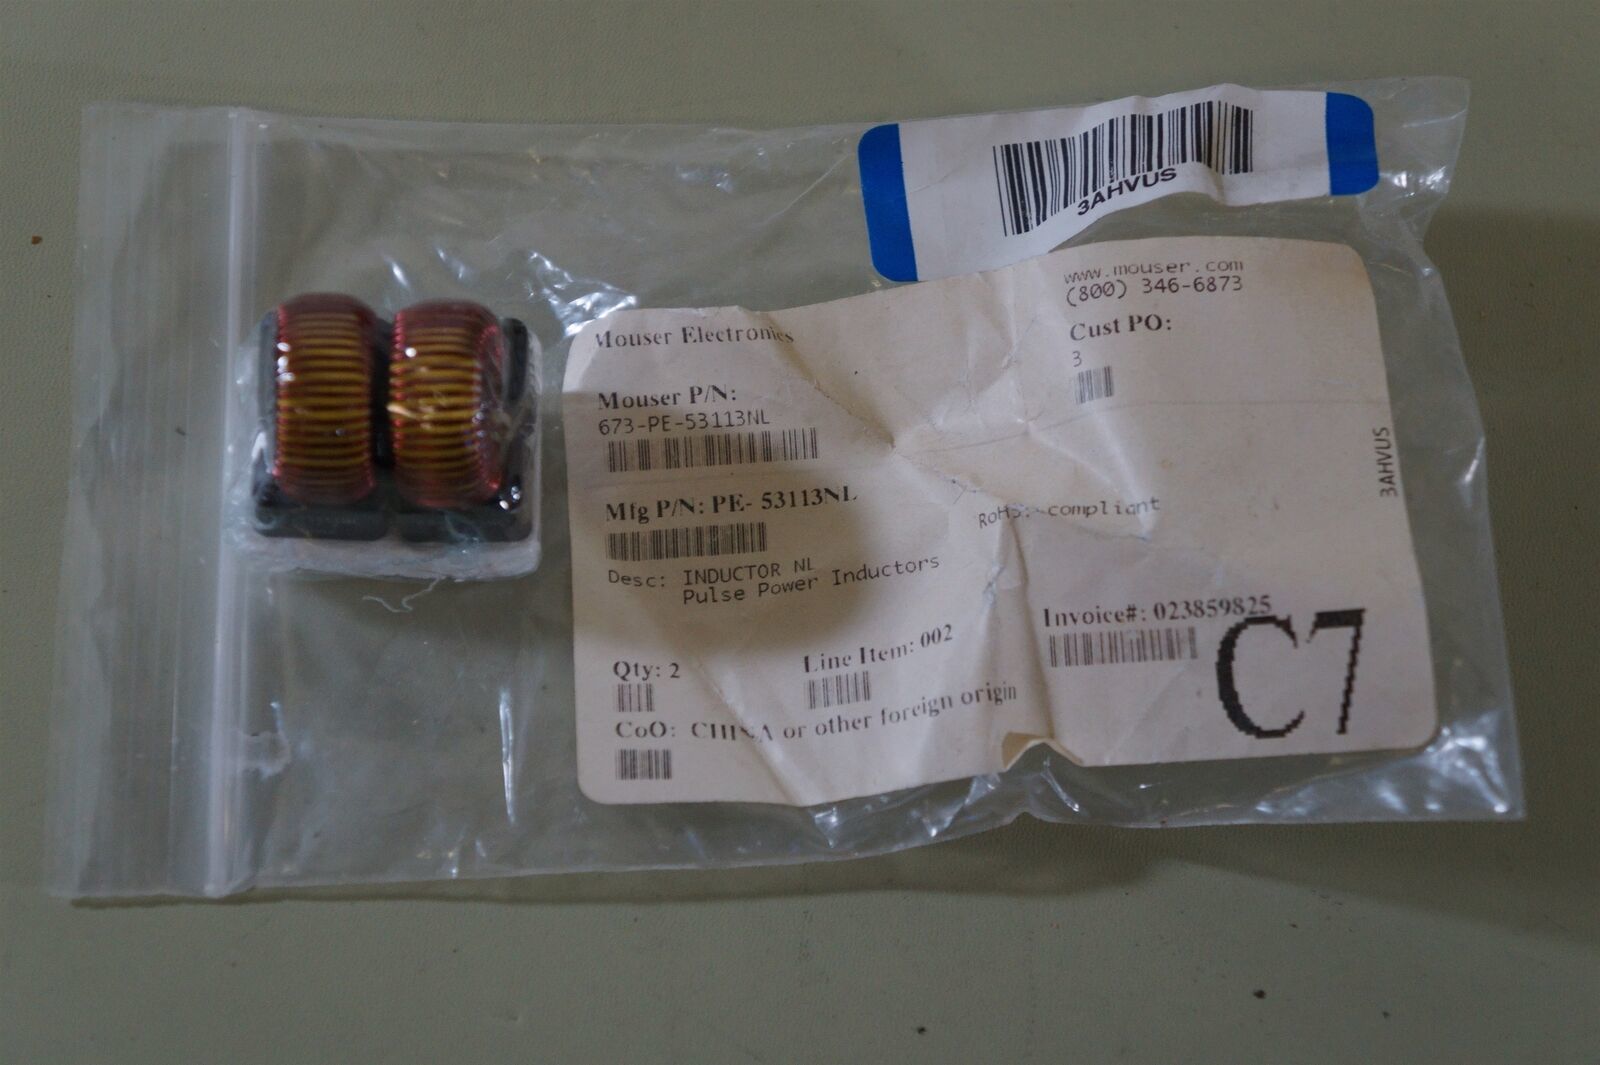 3AHVUS
www.mouser.com
(800) 346-6873
Mouser Electronics
Cust PO:
3
Mouser P/N:
673-PE-53113NL
Mfg P/N: PE- 53113NL
RoHS: compliant
Desc: INDUCTOR NL
Pulse Power Inductors
Invoice#: 023859825
Qty: 2
Line Item: 002
C7
CoO: CHINA or other foreign origin
3AHVUS